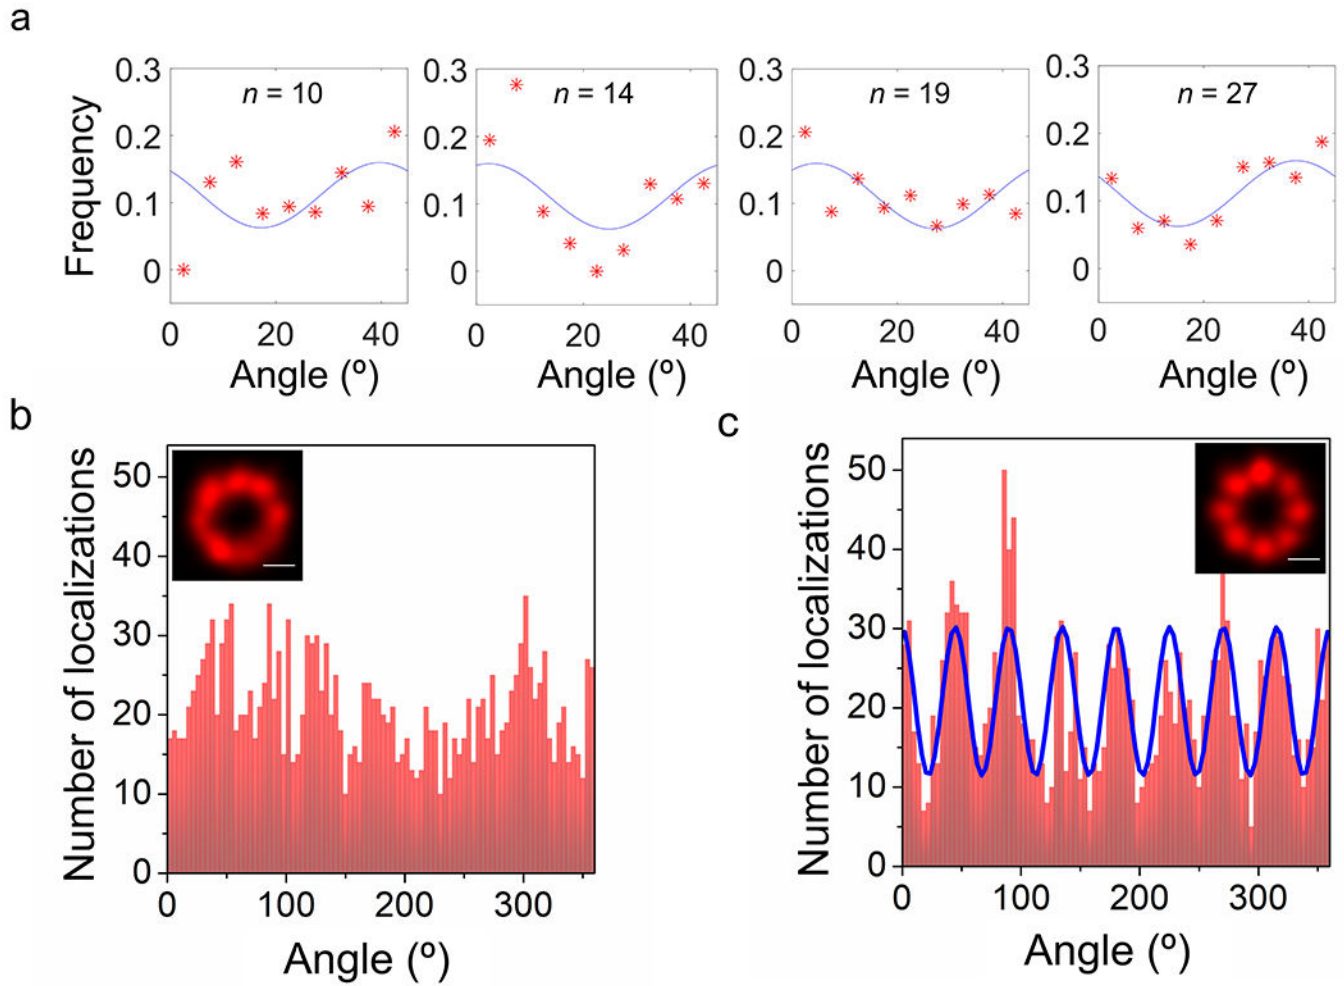 a
Frequency
0.3
0.2
0.1
0
n = 10
0 20 40
Angle (º)
0.3
0.2
0.1
0
n = 14
0 20 40
Angle (º)
0.3
0.2
0.1
0
n = 19
0 20 40
Angle (º)
0.3
0.2
0.1
0
n = 27
0 20 40
Angle (º)
b
Number of localizations
50
40
30
20
10
0
0 100 200 300
Angle (º)
c
Number of localizations
50
40
30
20
10
0
0 100 200 300
Angle (º)